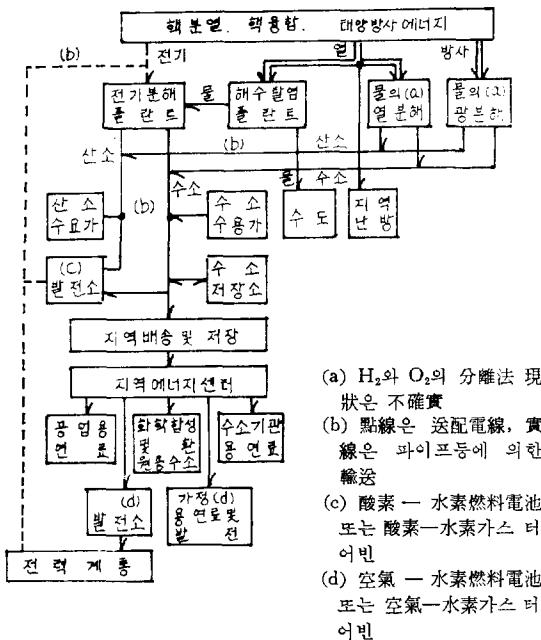 핵분열. 핵융합. 태양방사에너지
(b)
전기
열
방사
전기분해
플란트
물
해수탈염
플란트
물의(a)
열분해
물의(a)
광분해
산소
(b)
산소
수소
물
수소
산소
수요가
(b)
수소
수용가
수도
지역
난방
(C)
발전소
수소
저장소
지역배송및 저장
지역에너지센터
공업용
연료
화학합성
및환
원용수소
수소기관
용연료
(d)
발전소
가정(d)
용연료및
발전
전력계통
(a) H₂와 O₂의 分離法 現
狀은 不確實
(b) 點線은 送配電線, 實
線은 파이프등에 의한
輸送
(c) 酸素 — 水素燃料電池
또는 酸素—水素가스 터
어빈
(d) 空氣 — 水素燃料電池
또는 空氣—水素가스 터
어빈